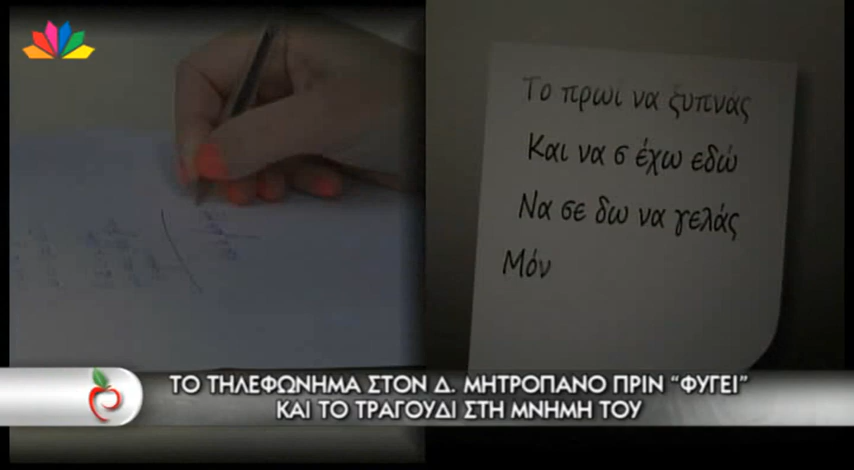 Το πρωί να ξυπνάς
Και να σ έχω εδώ
Να σε δω να γελάς
Μόν
ΤΟ ΤΗΛΕΦΩΝΗΜΑ ΣΤΟΝ Δ. ΜΗΤΡΟΠΑΝΟ ΠΡΙΝ “ΦΥΓΕΙ”
ΚΑΙ ΤΟ ΤΡΑΓΟΥΔΙ ΣΤΗ ΜΝΗΜΗ ΤΟΥ